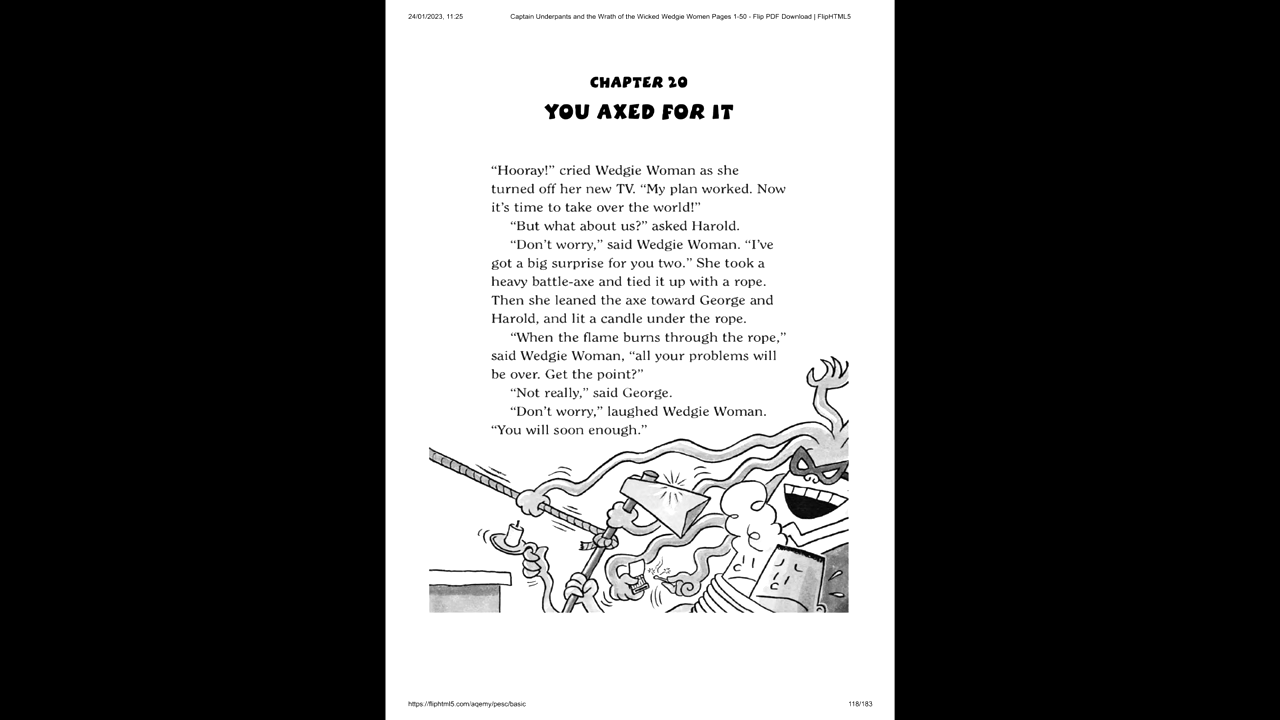 24/01/2023, 11:25
Captain Underpants and the Wrath of the Wicked Wedgie Women Pages 1-50 - Flip PDF Download | FlipHTML5
CHAPTER 20
YOU AXED FOR IT
“Hooray!” cried Wedgie Woman as she
turned off her new TV. “My plan worked. Now
it’s time to take over the world!”
“But what about us?” asked Harold.
“Don’t worry,” said Wedgie Woman. “I’ve
got a big surprise for you two.” She took a
heavy battle-axe and tied it up with a rope.
Then she leaned the axe toward George and
Harold, and lit a candle under the rope.
“When the flame burns through the rope,”
said Wedgie Woman, “all your problems will
be over. Get the point?”
“Not really,” said George.
“Don’t worry,” laughed Wedgie Woman.
“You will soon enough.”
https://fliphtml5.com/aqemy/pesc/basic
118/183